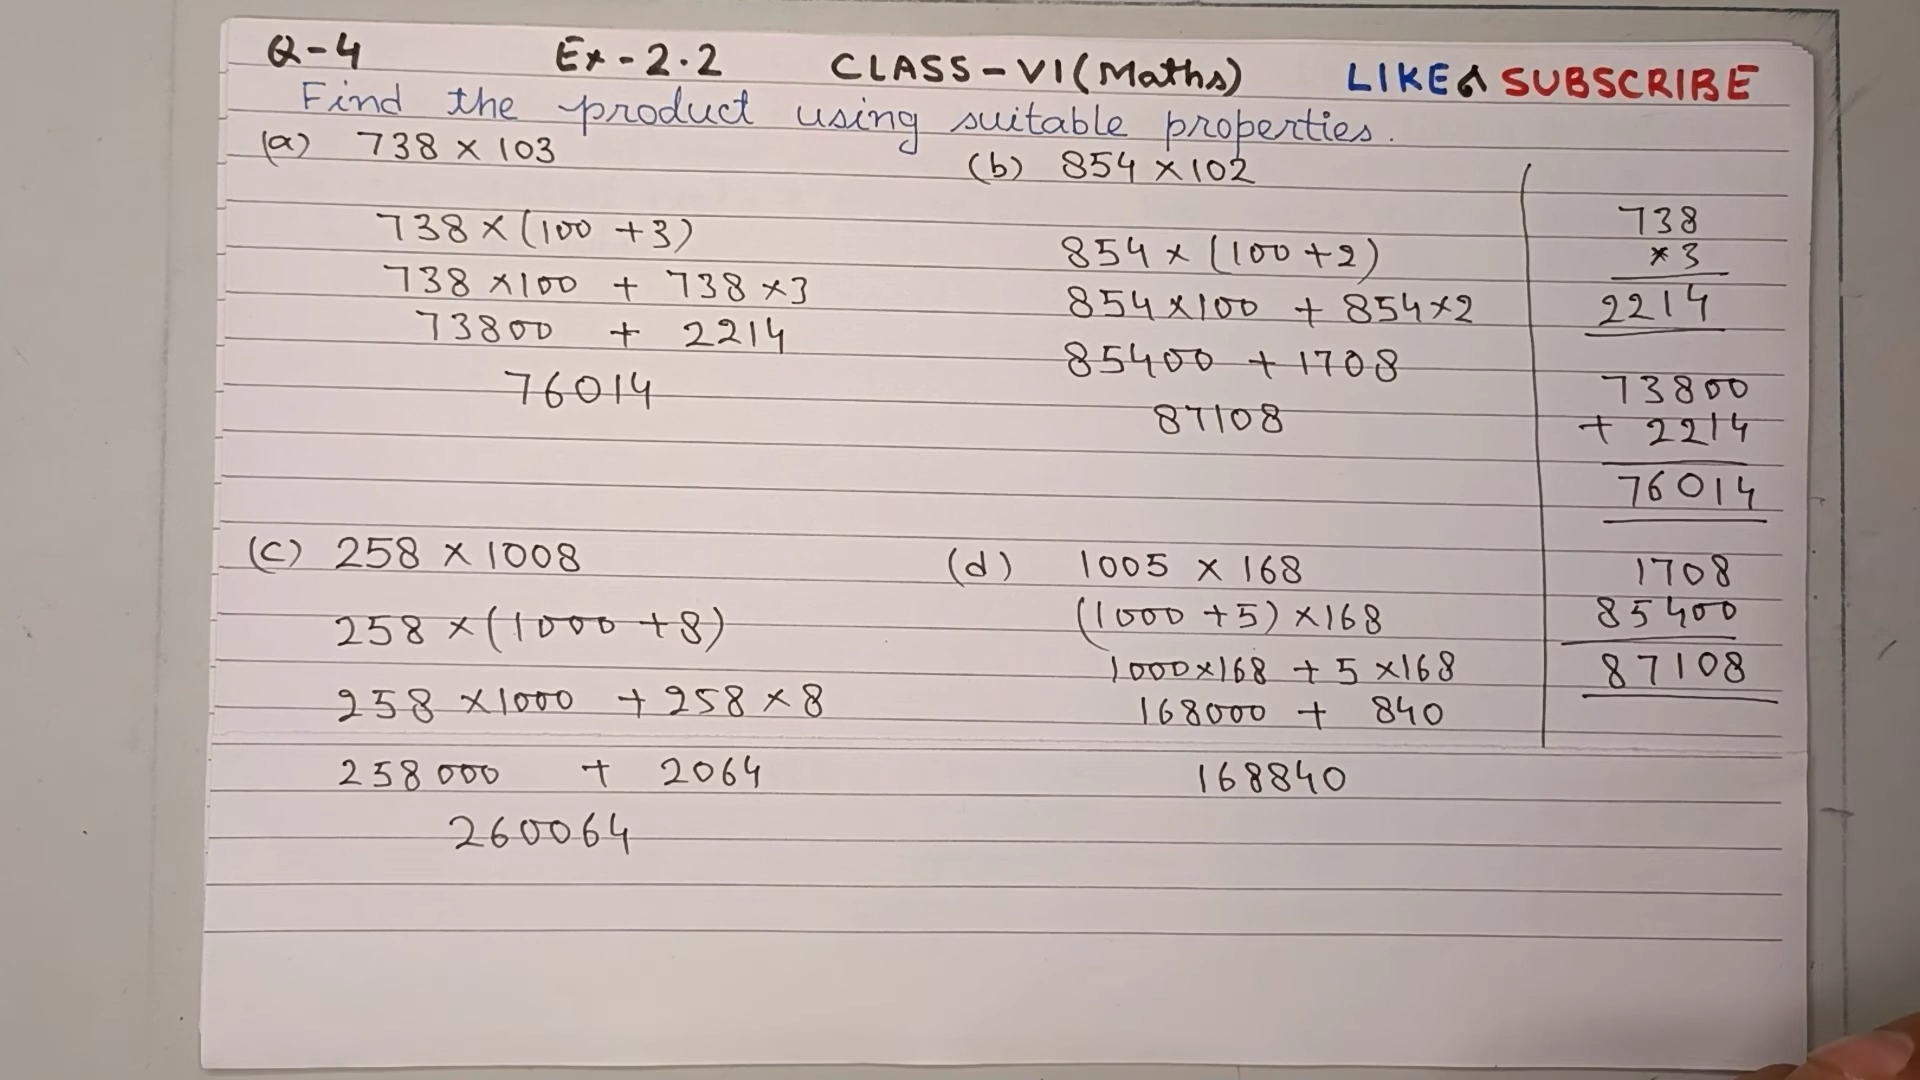 Q-4 Ex-2.2 CLASS-VI (Maths) LIKE & SUBSCRIBE
Find the product using suitable properties.
(a) 738 × 103
738 × (100 + 3)
738 × 100 + 738 × 3
73800 + 2214
76014
(b) 854 × 102
854 × (100 + 2)
854 × 100 + 854 × 2
85400 + 1708
87108
738
× 3
2214
73800
+ 2214
76014
1708
85400
87108
(c) 258 × 1008
258 × (1000 + 8)
258 × 1000 + 258 × 8
258000 + 2064
260064
(d) 1005 × 168
(1000 + 5) × 168
1000 × 168 + 5 × 168
168000 + 840
168840